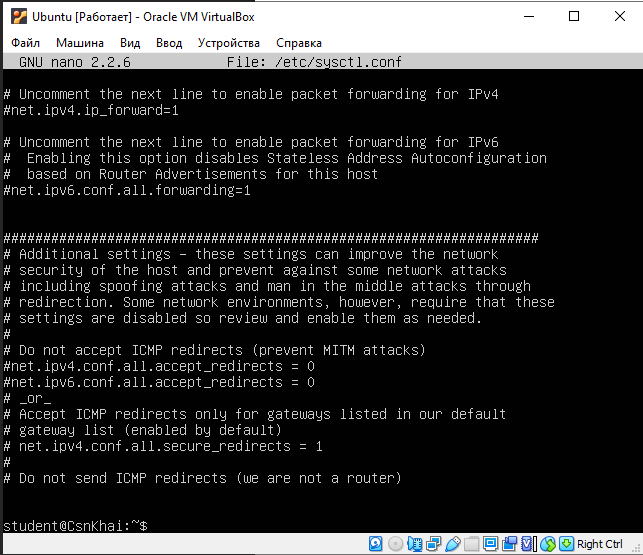 Ubuntu [Работает] - Oracle VM VirtualBox
Файл Машина Вид Ввод Устройства Справка
GNU nano 2.2.6 File: /etc/sysctl.conf
# Uncomment the next line to enable packet forwarding for IPv4
#net.ipv4.ip_forward=1
# Uncomment the next line to enable packet forwarding for IPv6
#  Enabling this option disables Stateless Address Autoconfiguration
#  based on Router Advertisements for this host
#net.ipv6.conf.all.forwarding=1
###################################################################
# Additional settings - these settings can improve the network
# security of the host and prevent against some network attacks
# including spoofing attacks and man in the middle attacks through
# redirection. Some network environments, however, require that these
# settings are disabled so review and enable them as needed.
#
# Do not accept ICMP redirects (prevent MITM attacks)
#net.ipv4.conf.all.accept_redirects = 0
#net.ipv6.conf.all.accept_redirects = 0
# _or_
# Accept ICMP redirects only for gateways listed in our default
# gateway list (enabled by default)
# net.ipv4.conf.all.secure_redirects = 1
#
# Do not send ICMP redirects (we are not a router)
student@CsnKhai:~$
Right Ctrl